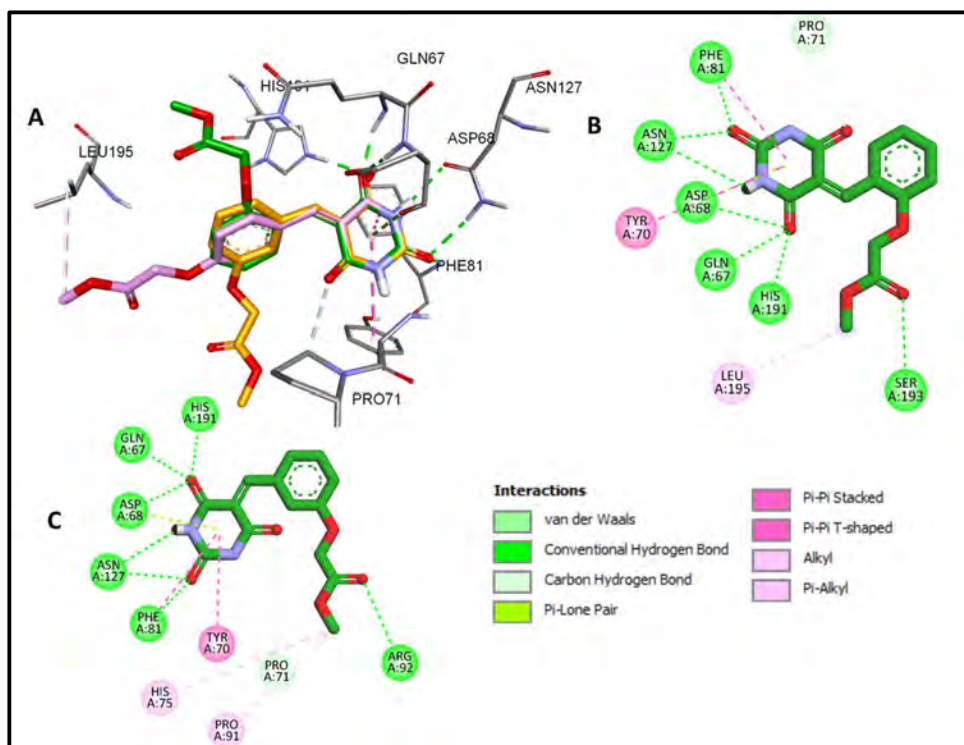 A
GLN67
HIS191
ASN127
ASP68
LEU195
PHE81
PRO71
B
PRO
A:71
PHE
A:81
ASN
A:127
ASP
A:68
TYR
A:70
GLN
A:67
HIS
A:191
LEU
A:195
SER
A:193
C
HIS
A:191
GLN
A:67
ASP
A:68
ASN
A:127
PHE
A:81
TYR
A:70
PRO
A:71
ARG
A:92
HIS
A:75
PRO
A:91
Interactions
van der Waals
Conventional Hydrogen Bond
Carbon Hydrogen Bond
Pi-Lone Pair
Pi-Pi Stacked
Pi-Pi T-shaped
Alkyl
Pi-Alkyl